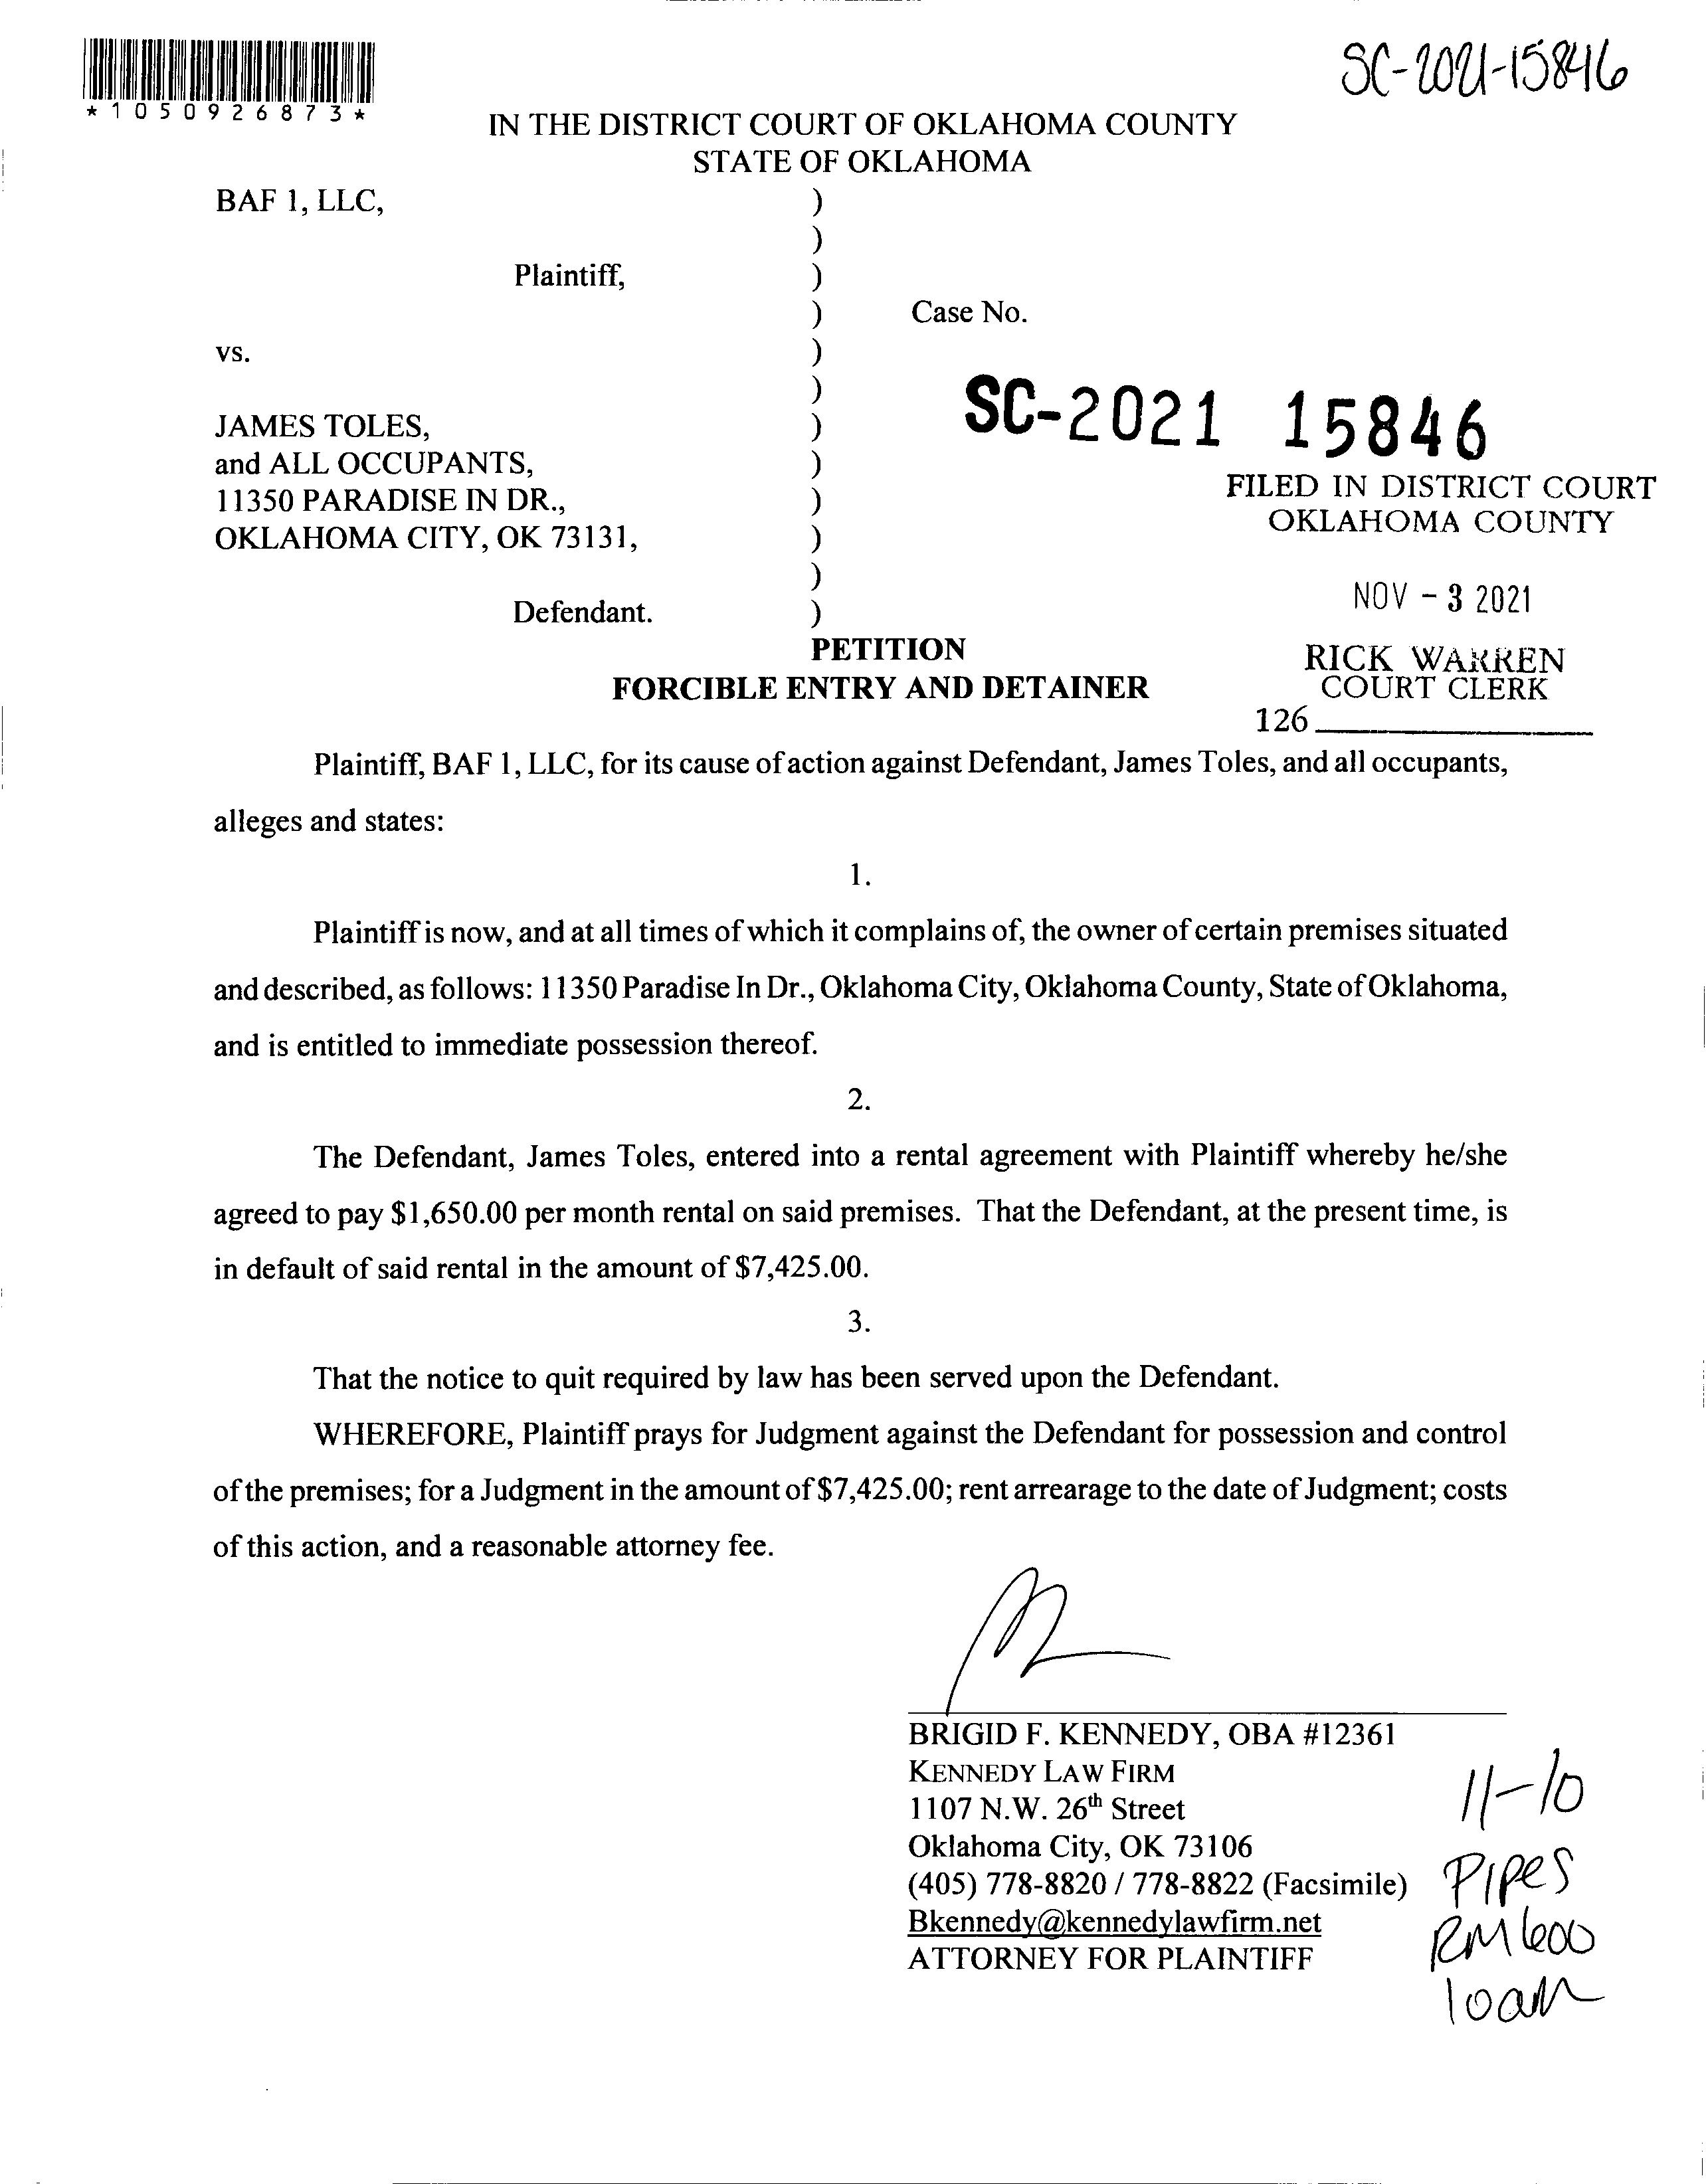 SC-2021-15846
*1050926873*
IN THE DISTRICT COURT OF OKLAHOMA COUNTY
STATE OF OKLAHOMA
BAF 1, LLC, )
)
Plaintiff, )
) Case No.
vs. )
)
SC-2021 15846
JAMES TOLES, )
and ALL OCCUPANTS, )
11350 PARADISE IN DR., )
OKLAHOMA CITY, OK 73131, )
)
Defendant. )
FILED IN DISTRICT COURT
OKLAHOMA COUNTY
NOV - 3 2021
RICK WARREN
COURT CLERK
126
PETITION
FORCIBLE ENTRY AND DETAINER
Plaintiff, BAF 1, LLC, for its cause of action against Defendant, James Toles, and all occupants,
alleges and states:
1.
Plaintiff is now, and at all times of which it complains of, the owner of certain premises situated
and described, as follows: 11350 Paradise In Dr., Oklahoma City, Oklahoma County, State of Oklahoma,
and is entitled to immediate possession thereof.
2.
The Defendant, James Toles, entered into a rental agreement with Plaintiff whereby he/she
agreed to pay $1,650.00 per month rental on said premises. That the Defendant, at the present time, is
in default of said rental in the amount of $7,425.00.
3.
That the notice to quit required by law has been served upon the Defendant.
WHEREFORE, Plaintiff prays for Judgment against the Defendant for possession and control
of the premises; for a Judgment in the amount of $7,425.00; rent arrearage to the date of Judgment; costs
of this action, and a reasonable attorney fee.
BRIGID F. KENNEDY, OBA #12361
KENNEDY LAW FIRM
1107 N.W. 26th Street
Oklahoma City, OK 73106
(405) 778-8820 / 778-8822 (Facsimile)
Bkennedy@kennedylawfirm.net
ATTORNEY FOR PLAINTIFF
11-10
Pipes
RM 600
10am